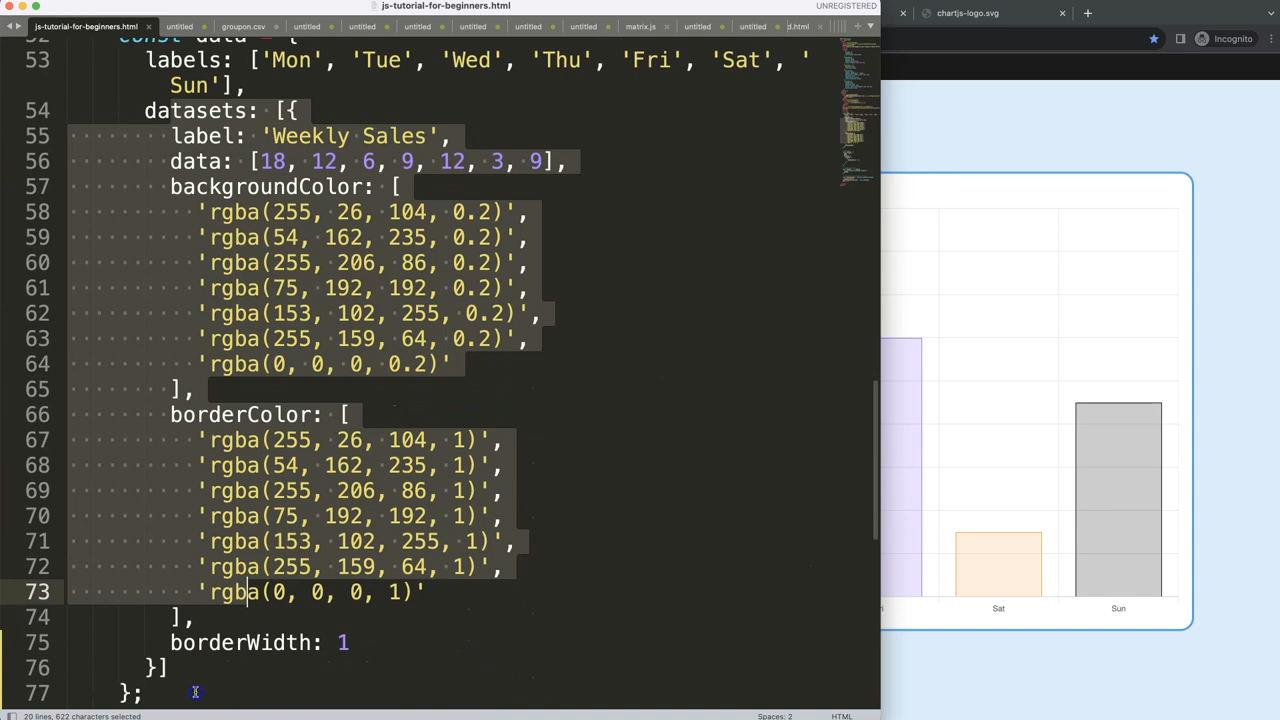 js-tutorial-for-beginners.html
UNREGISTERED
js-tutorial-for-beginners.html
untitled
groupon.csv
untitled
untitled
untitled
untitled
untitled
untitled
matrix.js
untitled
untitled
d.html
chartjs-logo.svg
Incognito
52 const data = {
53 labels: ['Mon', 'Tue', 'Wed', 'Thu', 'Fri', 'Sat', '
Sun'],
54 datasets: [{
55 label: 'Weekly Sales',
56 data: [18, 12, 6, 9, 12, 3, 9],
57 backgroundColor: [
58 'rgba(255, 26, 104, 0.2)',
59 'rgba(54, 162, 235, 0.2)',
60 'rgba(255, 206, 86, 0.2)',
61 'rgba(75, 192, 192, 0.2)',
62 'rgba(153, 102, 255, 0.2)',
63 'rgba(255, 159, 64, 0.2)',
64 'rgba(0, 0, 0, 0.2)'
65 ],
66 borderColor: [
67 'rgba(255, 26, 104, 1)',
68 'rgba(54, 162, 235, 1)',
69 'rgba(255, 206, 86, 1)',
70 'rgba(75, 192, 192, 1)',
71 'rgba(153, 102, 255, 1)',
72 'rgba(255, 159, 64, 1)',
73 'rgba(0, 0, 0, 1)'
74 ],
75 borderWidth: 1
76 }]
77 };
ri
Sat
Sun
20 lines, 622 characters selected
Spaces: 2
HTML